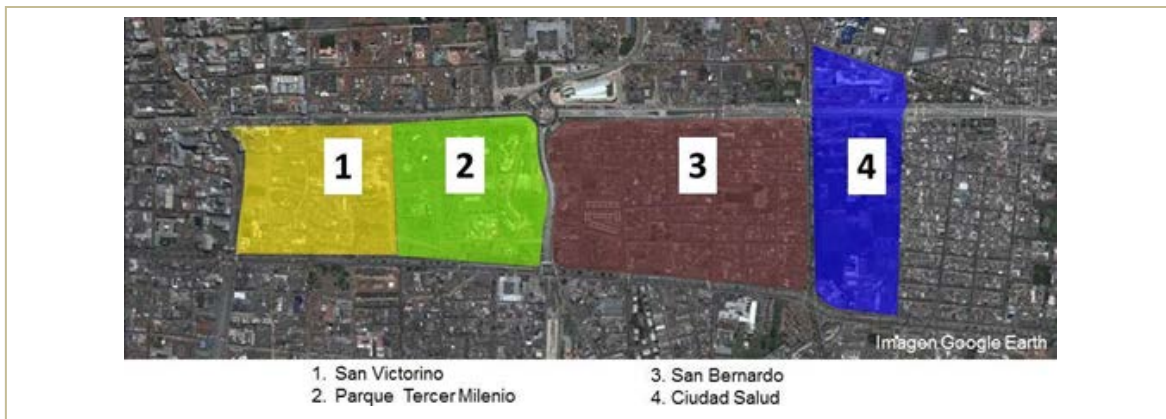 1
2
3
4
Imagen Google Earth
1. San Victorino
2. Parque Tercer Milenio
3. San Bernardo
4. Ciudad Salud